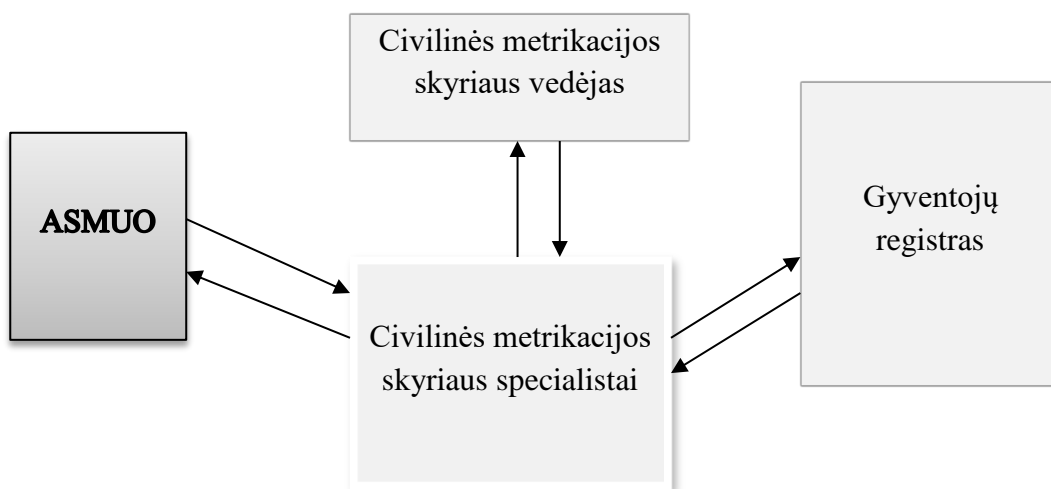 Civilinės metrikacijos
skyriaus vedėjas
ASMUO
Gyventojų
registras
Civilinės metrikacijos
skyriaus specialistai